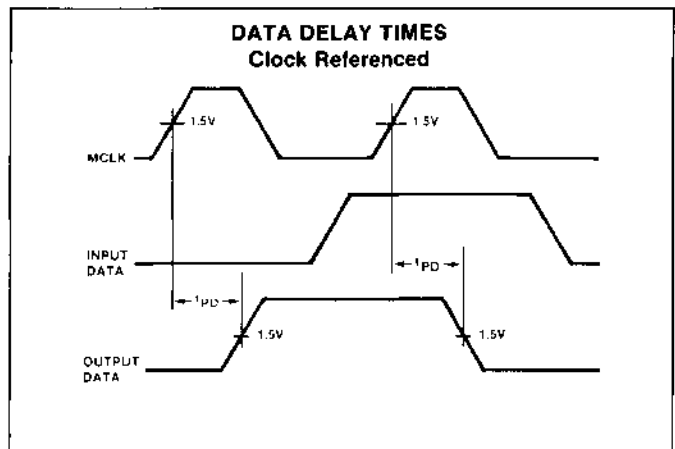 DATA DELAY TIMES
Clock Referenced
1.5V
1.5V
MCLK
INPUT
DATA
tPD
tPD
1.5V
1.5V
OUTPUT
DATA